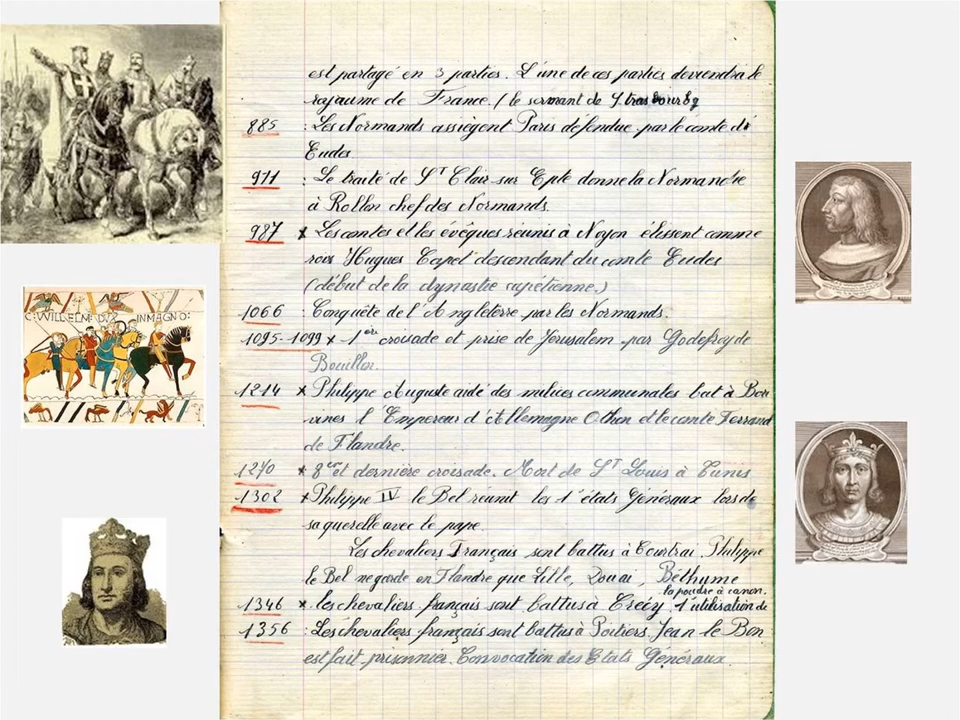 est partagé en 3 parties. L'une de ces parties deviendra le
royaume de France. (le serment de Strasbourg
885 : Les Normands assiègent Paris défendue par le comte de
Eudes.
911 : Le traité de St Clair sur Epte donne la Normandie
à Rollon chef des Normands.
987 x Les comtes et les évêques réunis à Noyon élissent comme
rois Hugues Capet descendant du comte Eudes
(début de la dynastie capétienne.)
1066 : Conquête de l'Angleterre par les Normands.
1095-1099 x 1ère croisade et prise de Jérusalem par Godefroy de
Bouillon.
1214 x Philippe Auguste aidé des milices communales bat à Bou
vines l'Empereur d'Allemagne Othon et le comte Ferrand
de Flandre.
1270 x 8em et dernière croisade. Mort de St Louis à Tunis
1302 x Philippe IV le Bel réunit les 1er états Généraux lors de
sa querelle avec le pape.
Les chevaliers Français sont battus à Courtrai. Philippe
le Bel ne garde en Flandre que Lille, Douai, Béthume
la poudre à canon.
1346 x les chevaliers français sont battus à Crécy. l'utilisation de
1356 : Les chevaliers français sont battus à Poitiers. Jean le Bon
est fait prisonnier. Convocation des Etats Généraux.
C: WILLELM: DUX IN MAGNO: